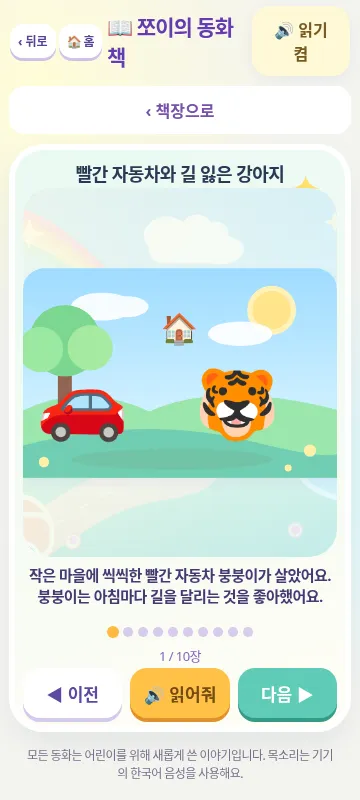 ‹ 뒤로
🏠 홈
📖 쪼이의 동화
책
🔊 읽기
켬
‹ 책장으로
빨간 자동차와 길 잃은 강아지
작은 마을에 씩씩한 빨간 자동차 붕붕이가 살았어요.
붕붕이는 아침마다 길을 달리는 것을 좋아했어요.
1 / 10장
◀ 이전
🔊 읽어줘
다음 ▶
모든 동화는 어린이를 위해 새롭게 쓴 이야기입니다. 목소리는 기기
의 한국어 음성을 사용해요.